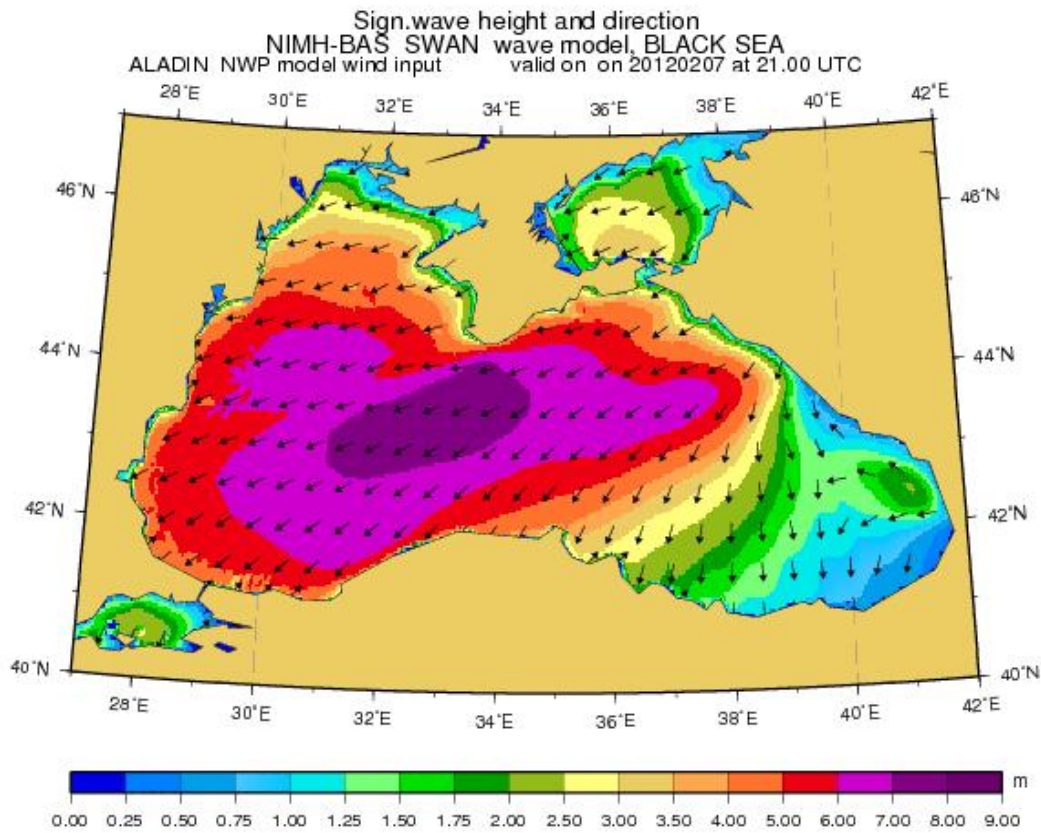 Sign.wave height and direction
NIMH-BAS SWAN wave model, BLACK SEA
ALADIN NWP model wind input valid on on 20120207 at 21.00 UTC
28°E 30°E 32°E 34°E 36°E 38°E 40°E 42°E
46°N 46°N
44°N 44°N
42°N 42°N
40°N 40°N
28°E 30°E 32°E 34°E 36°E 38°E 40°E 42°E
m
0.00 0.25 0.50 0.75 1.00 1.25 1.50 1.75 2.00 2.50 3.00 3.50 4.00 5.00 6.00 7.00 8.00 9.00